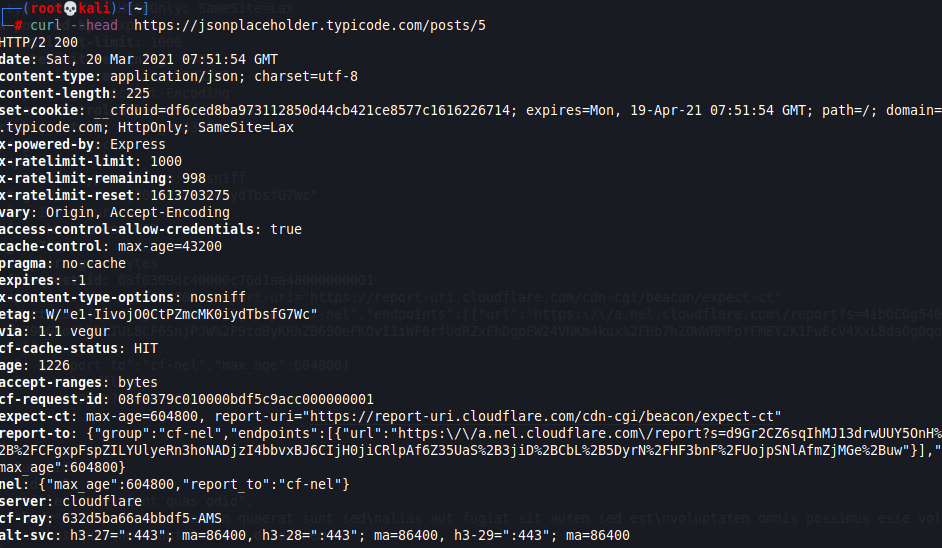 (root💀kali)-[~]
# curl --head https://jsonplaceholder.typicode.com/posts/5
HTTP/2 200
date: Sat, 20 Mar 2021 07:51:54 GMT
content-type: application/json; charset=utf-8
content-length: 225
set-cookie: __cfduid=df6ced8ba973112850d44cb421ce8577c1616226714; expires=Mon, 19-Apr-21 07:51:54 GMT; path=/; domain=
.typicode.com; HttpOnly; SameSite=Lax
x-powered-by: Express
x-ratelimit-limit: 1000
x-ratelimit-remaining: 998
x-ratelimit-reset: 1613703275
vary: Origin, Accept-Encoding
access-control-allow-credentials: true
cache-control: max-age=43200
pragma: no-cache
expires: -1
x-content-type-options: nosniff
etag: W/"e1-IivojO0CtPZmcMK0iydTbsfG7Wc"
via: 1.1 vegur
cf-cache-status: HIT
age: 1226
accept-ranges: bytes
cf-request-id: 08f0379c010000bdf5c9acc000000001
expect-ct: max-age=604800, report-uri="https://report-uri.cloudflare.com/cdn-cgi/beacon/expect-ct"
report-to: {"group":"cf-nel","endpoints":[{"url":"https:\/\/a.nel.cloudflare.com\/report?s=d9Gr2CZ6sqIhMJ13drwUUY5OnH%
2B%2FCFgxpFspZILYUlyeRn3hoNADjzI4bbvxBJ6CIjH0jiCRlpAf6Z35UaS%2B3jiD%2BCbL%2B5DyrN%2FHF3bnF%2FUojpSNlAfmZjMGe%2Buw"}],"
max_age":604800}
nel: {"max_age":604800,"report_to":"cf-nel"}
server: cloudflare
cf-ray: 632d5ba66a4bbdf5-AMS
alt-svc: h3-27=":443"; ma=86400, h3-28=":443"; ma=86400, h3-29=":443"; ma=86400